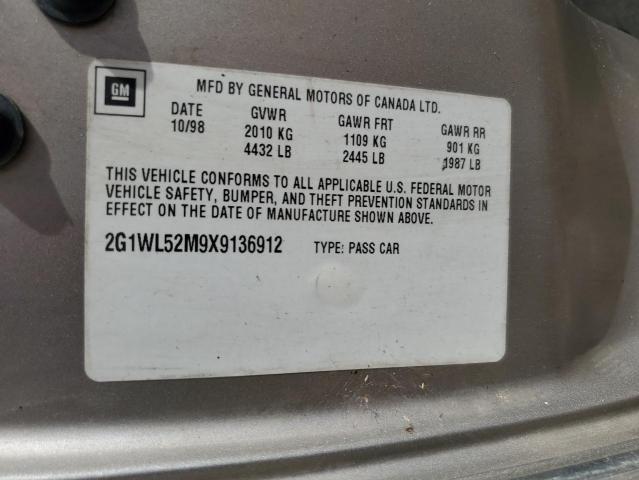 GM
MFD BY GENERAL MOTORS OF CANADA LTD.
DATE GVWR GAWR FRT GAWR RR
10/98 2010 KG 1109 KG 901 KG
4432 LB 2445 LB 1987 LB
THIS VEHICLE CONFORMS TO ALL APPLICABLE U.S. FEDERAL MOTOR
VEHICLE SAFETY, BUMPER, AND THEFT PREVENTION STANDARDS IN
EFFECT ON THE DATE OF MANUFACTURE SHOWN ABOVE.
2G1WL52M9X9136912 TYPE: PASS CAR